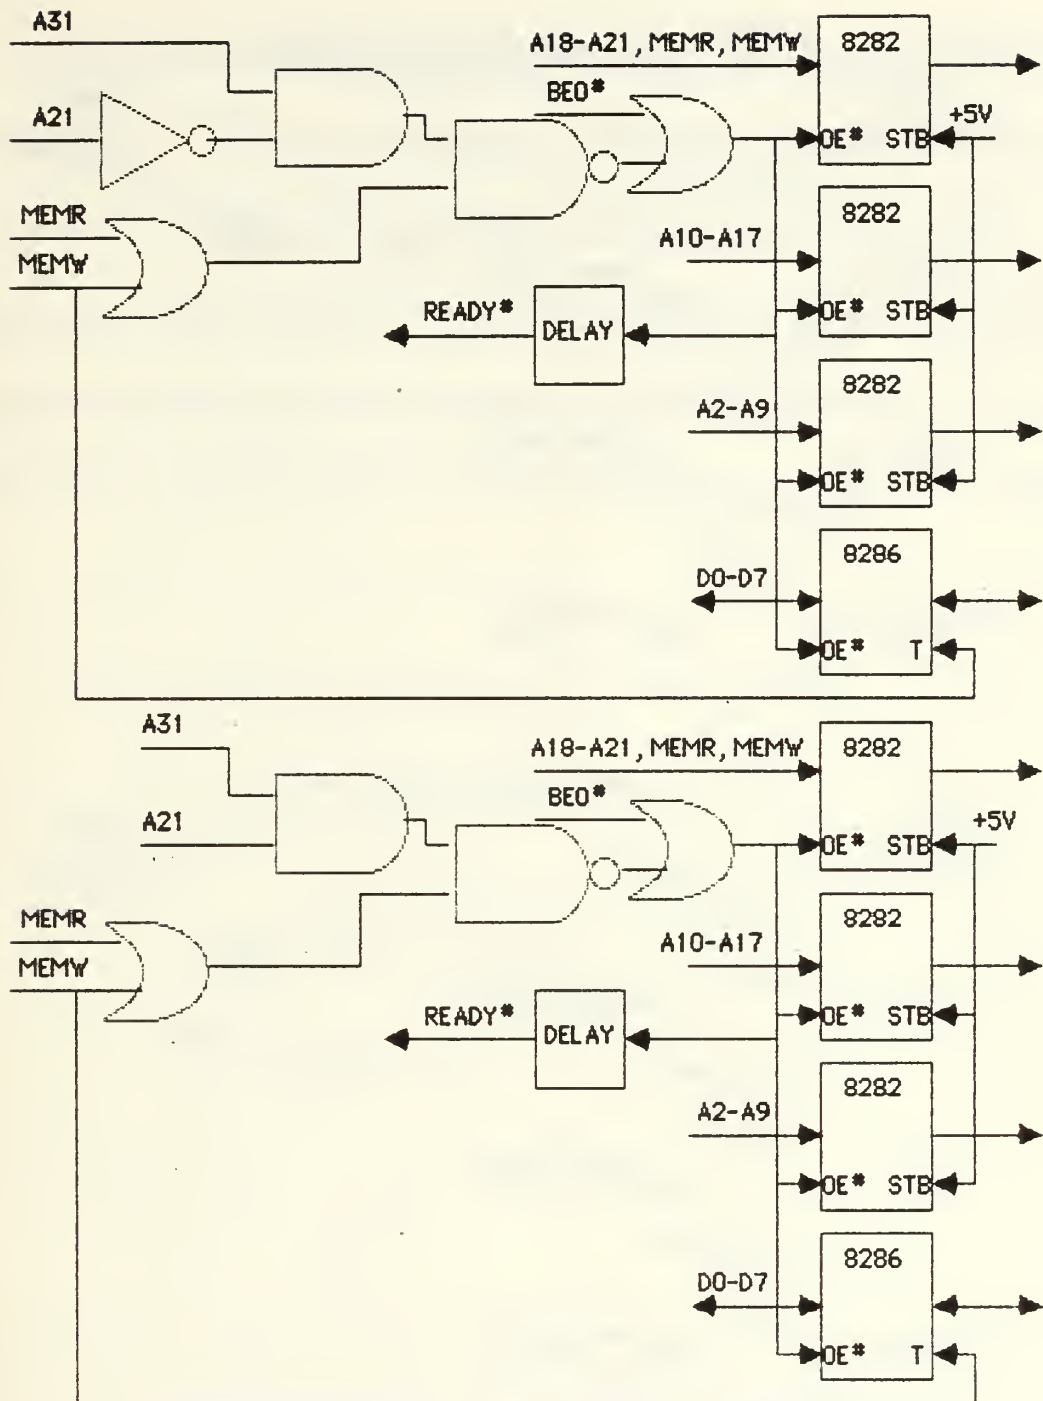 A31
A18-A21, MEMR, MEMW
8282
BE0*
A21
+5V
OE* STB
MEMR
8282
A10-A17
MEMW
READY*
DELAY
OE* STB
8282
A2-A9
OE* STB
8286
D0-D7
OE* T
A31
A18-A21, MEMR, MEMW
8282
BE0*
A21
+5V
OE* STB
MEMR
8282
A10-A17
MEMW
READY*
DELAY
OE* STB
8282
A2-A9
OE* STB
8286
D0-D7
OE* T